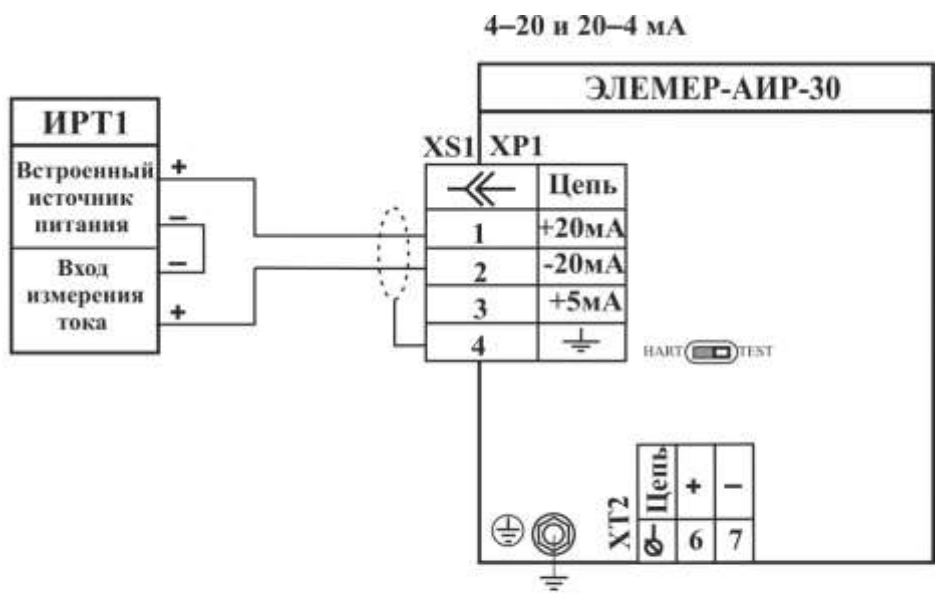 4–20 и 20–4 мА
ЭЛЕМЕР-АИР-30
ИРТ1
XS1 XP1
Встроенный
источник
питания
+
–
Вход
измерения
тока
–
+
Цепь
1 +20мА
2 -20мА
3 +5мА
4
HART TEST
XT2
Цепь + –
6 7